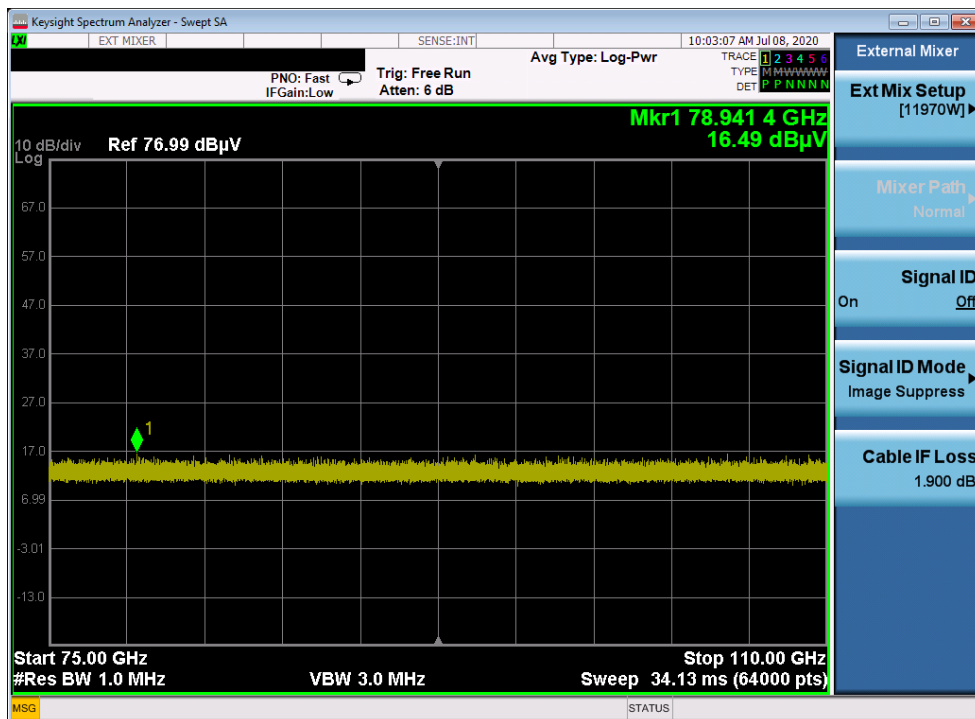 Keysight Spectrum Analyzer - Swept SA
LXI EXT MIXER SENSE:INT 10:03:07 AM Jul 08, 2020
Avg Type: Log-Pwr TRACE 1 2 3 4 5 6
PNO: Fast Trig: Free Run TYPE M M W W W W
IFGain:Low Atten: 6 dB DET P P N N N N
Mkr1 78.941 4 GHz
10 dB/div Ref 76.99 dBµV 16.49 dBµV
Log
67.0
57.0
47.0
37.0
27.0
1
17.0
6.99
-3.01
-13.0
Start 75.00 GHz Stop 110.00 GHz
#Res BW 1.0 MHz VBW 3.0 MHz Sweep 34.13 ms (64000 pts)
MSG STATUS
External Mixer
Ext Mix Setup
[11970W]
Mixer Path
Normal
Signal ID
On Off
Signal ID Mode
Image Suppress
Cable IF Loss
1.900 dB